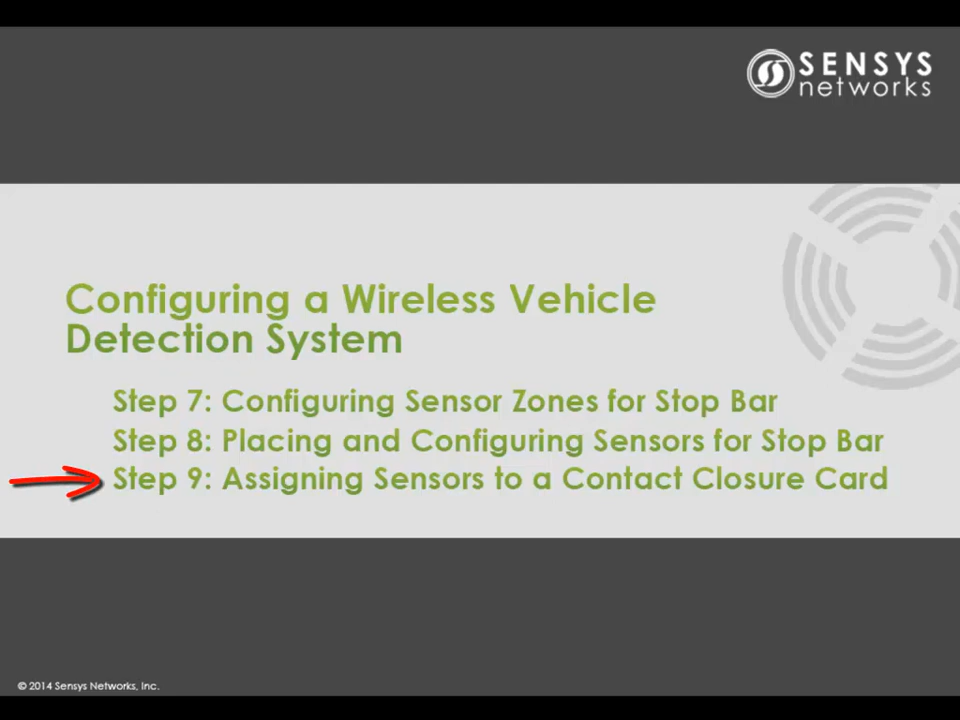 SENSYS
networks
Configuring a Wireless Vehicle
Detection System
Step 7: Configuring Sensor Zones for Stop Bar
Step 8: Placing and Configuring Sensors for Stop Bar
Step 9: Assigning Sensors to a Contact Closure Card
© 2014 Sensys Networks, Inc.